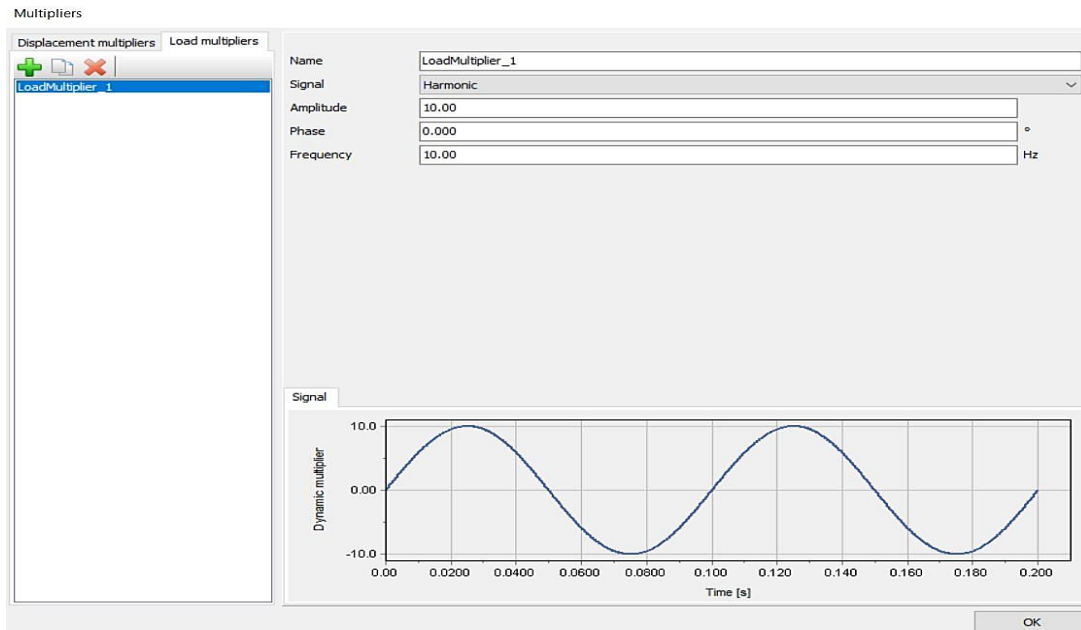 Multipliers
Displacement multipliers Load multipliers
LoadMultiplier_1
Name LoadMultiplier_1
Signal Harmonic
Amplitude 10.00
Phase 0.000 °
Frequency 10.00 Hz
Signal
10.0
0.00
-10.0
Dynamic multiplier
0.00 0.0200 0.0400 0.0600 0.0800 0.100 0.120 0.140 0.160 0.180 0.200
Time [s]
OK